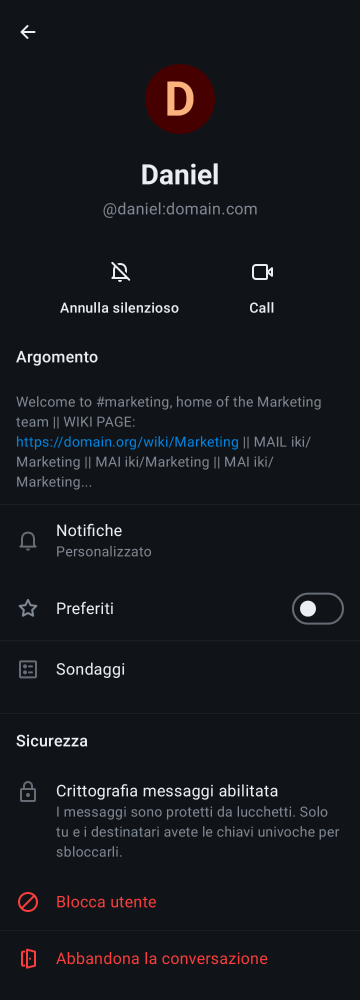 D
Daniel
@daniel:domain.com
Annulla silenzioso
Call
Argomento
Welcome to #marketing, home of the Marketing
team || WIKI PAGE:
https://domain.org/wiki/Marketing || MAIL iki/
Marketing || MAI iki/Marketing || MAI iki/
Marketing...
Notifiche
Personalizzato
Preferiti
Sondaggi
Sicurezza
Crittografia messaggi abilitata
I messaggi sono protetti da lucchetti. Solo
tu e i destinatari avete le chiavi univoche per
sbloccarli.
Blocca utente
Abbandona la conversazione